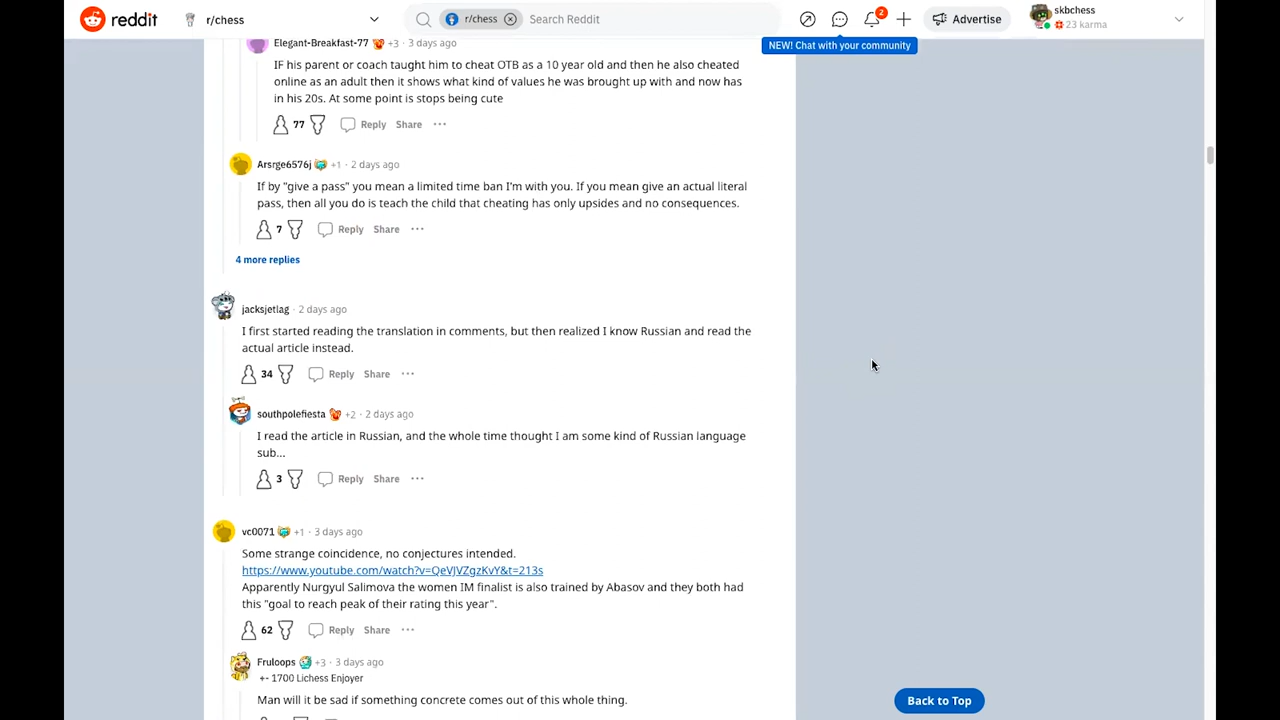 reddit r/chess r/chess Search Reddit 2 Advertise skbchess
23 karma
NEW! Chat with your community
Elegant-Breakfast-77 +3 · 3 days ago
IF his parent or coach taught him to cheat OTB as a 10 year old and then he also cheated
online as an adult then it shows what kind of values he was brought up with and now has
in his 20s. At some point is stops being cute
77 Reply Share ···
Arsrge6576j +1 · 2 days ago
If by "give a pass" you mean a limited time ban I'm with you. If you mean give an actual literal
pass, then all you do is teach the child that cheating has only upsides and no consequences.
7 Reply Share ···
4 more replies
jacksjetlag · 2 days ago
I first started reading the translation in comments, but then realized I know Russian and read the
actual article instead.
34 Reply Share ···
southpolefiesta +2 · 2 days ago
I read the article in Russian, and the whole time thought I am some kind of Russian language
sub...
3 Reply Share ···
vc0071 +1 · 3 days ago
Some strange coincidence, no conjectures intended.
https://www.youtube.com/watch?v=QeVJVZgzKvY&t=213s
Apparently Nurgyul Salimova the women IM finalist is also trained by Abasov and they both had
this "goal to reach peak of their rating this year".
62 Reply Share ···
Fruloops +3 · 3 days ago
+- 1700 Lichess Enjoyer
Man will it be sad if something concrete comes out of this whole thing.
Back to Top